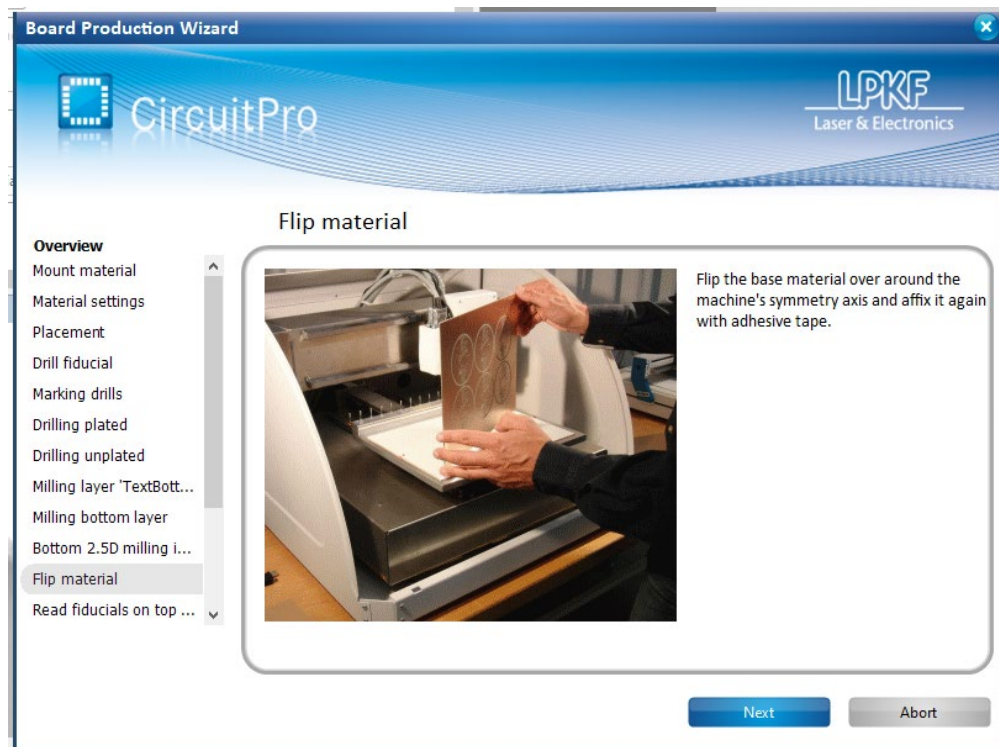 Board Production Wizard
CircuitPro
LPKF
Laser & Electronics
Flip material
Overview
Mount material
Material settings
Placement
Drill fiducial
Marking drills
Drilling plated
Drilling unplated
Milling layer 'TextBott...
Milling bottom layer
Bottom 2.5D milling i...
Flip material
Read fiducials on top ...
Flip the base material over around the
machine's symmetry axis and affix it again
with adhesive tape.
Next
Abort